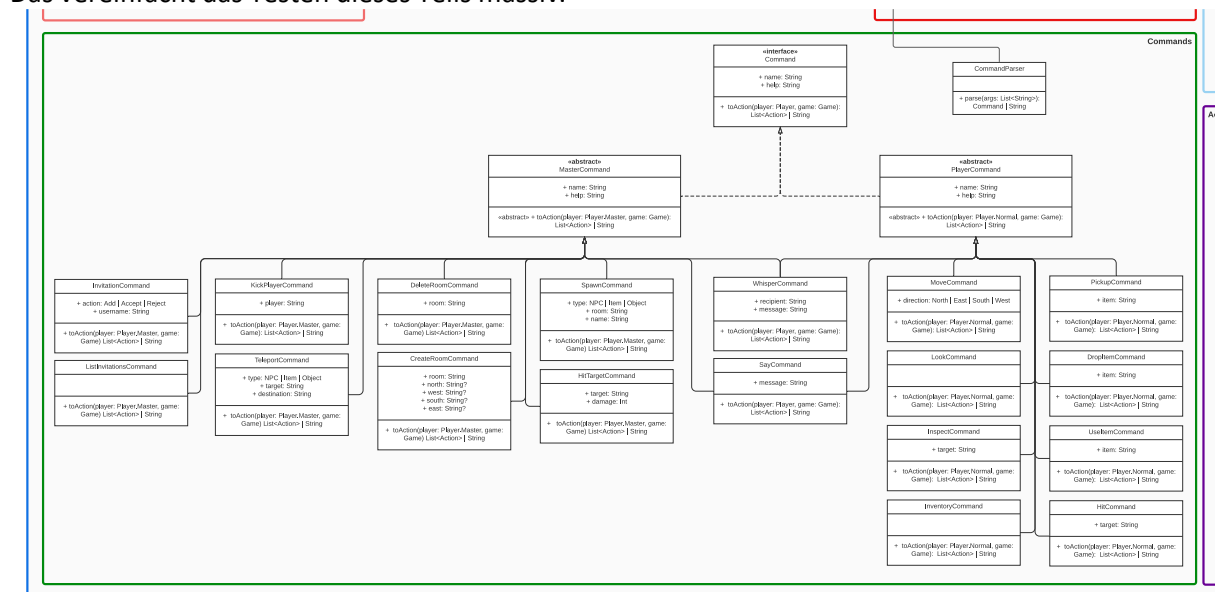 Das vereinfacht das Testen dieses Teils massiv.
Commands
«interface»
Command
+ name: String
+ help: String
+ toAction(player: Player, game: Game):
List<Action> | String
CommandParser
+ parse(args: List<String>):
Command | String
«abstract»
MasterCommand
+ name: String
+ help: String
«abstract» + toAction(player: Player.Master, game: Game):
List<Action> | String
«abstract»
PlayerCommand
+ name: String
+ help: String
«abstract» + toAction(player: Player.Normal, game: Game):
List<Action> | String
InvitationCommand
+ action: Add | Accept | Reject
+ username: String
+ toAction(player: Player.Master, game:
Game) List<Action> | String
ListInvitationsCommand
+ toAction(player: Player.Master, game:
Game) List<Action> | String
KickPlayerCommand
+ player: String
+ toAction(player: Player.Master, game:
Game): List<Action> | String
TeleportCommand
+ type: NPC | Item | Object
+ target: String
+ destination: String
+ toAction(player: Player.Master, game:
Game) List<Action> | String
DeleteRoomCommand
+ room: String
+ toAction(player: Player.Master, game:
Game) List<Action> | String
CreateRoomCommand
+ room: String
+ north: String?
+ west: String?
+ south: String?
+ east: String?
+ toAction(player: Player.Master, game:
Game) List<Action> | String
SpawnCommand
+ type: NPC | Item | Object
+ room: String
+ name: String
+ toAction(player: Player.Master, game:
Game) List<Action> | String
HitTargetCommand
+ target: String
+ damage: Int
+ toAction(player: Player.Master, game:
Game) List<Action> | String
WhisperCommand
+ recipient: String
+ message: String
+ toAction(player: Player, game: Game):
List<Action> | String
SayCommand
+ message: String
+ toAction(player: Player, game: Game):
List<Action> | String
MoveCommand
+ direction: North | East | South | West
+ toAction(player: Player.Normal, game:
Game): List<Action> | String
LookCommand
+ toAction(player: Player.Normal, game:
Game): List<Action> | String
InspectCommand
+ target: String
+ toAction(player: Player.Normal, game:
Game): List<Action> | String
InventoryCommand
+ toAction(player: Player.Normal, game:
Game): List<Action> | String
PickupCommand
+ item: String
+ toAction(player: Player.Normal, game:
Game): List<Action> | String
DropItemCommand
+ item: String
+ toAction(player: Player.Normal, game:
Game): List<Action> | String
UseItemCommand
+ item: String
+ toAction(player: Player.Normal, game:
Game): List<Action> | String
HitCommand
+ target: String
+ toAction(player: Player.Normal, game:
Game): List<Action> | String